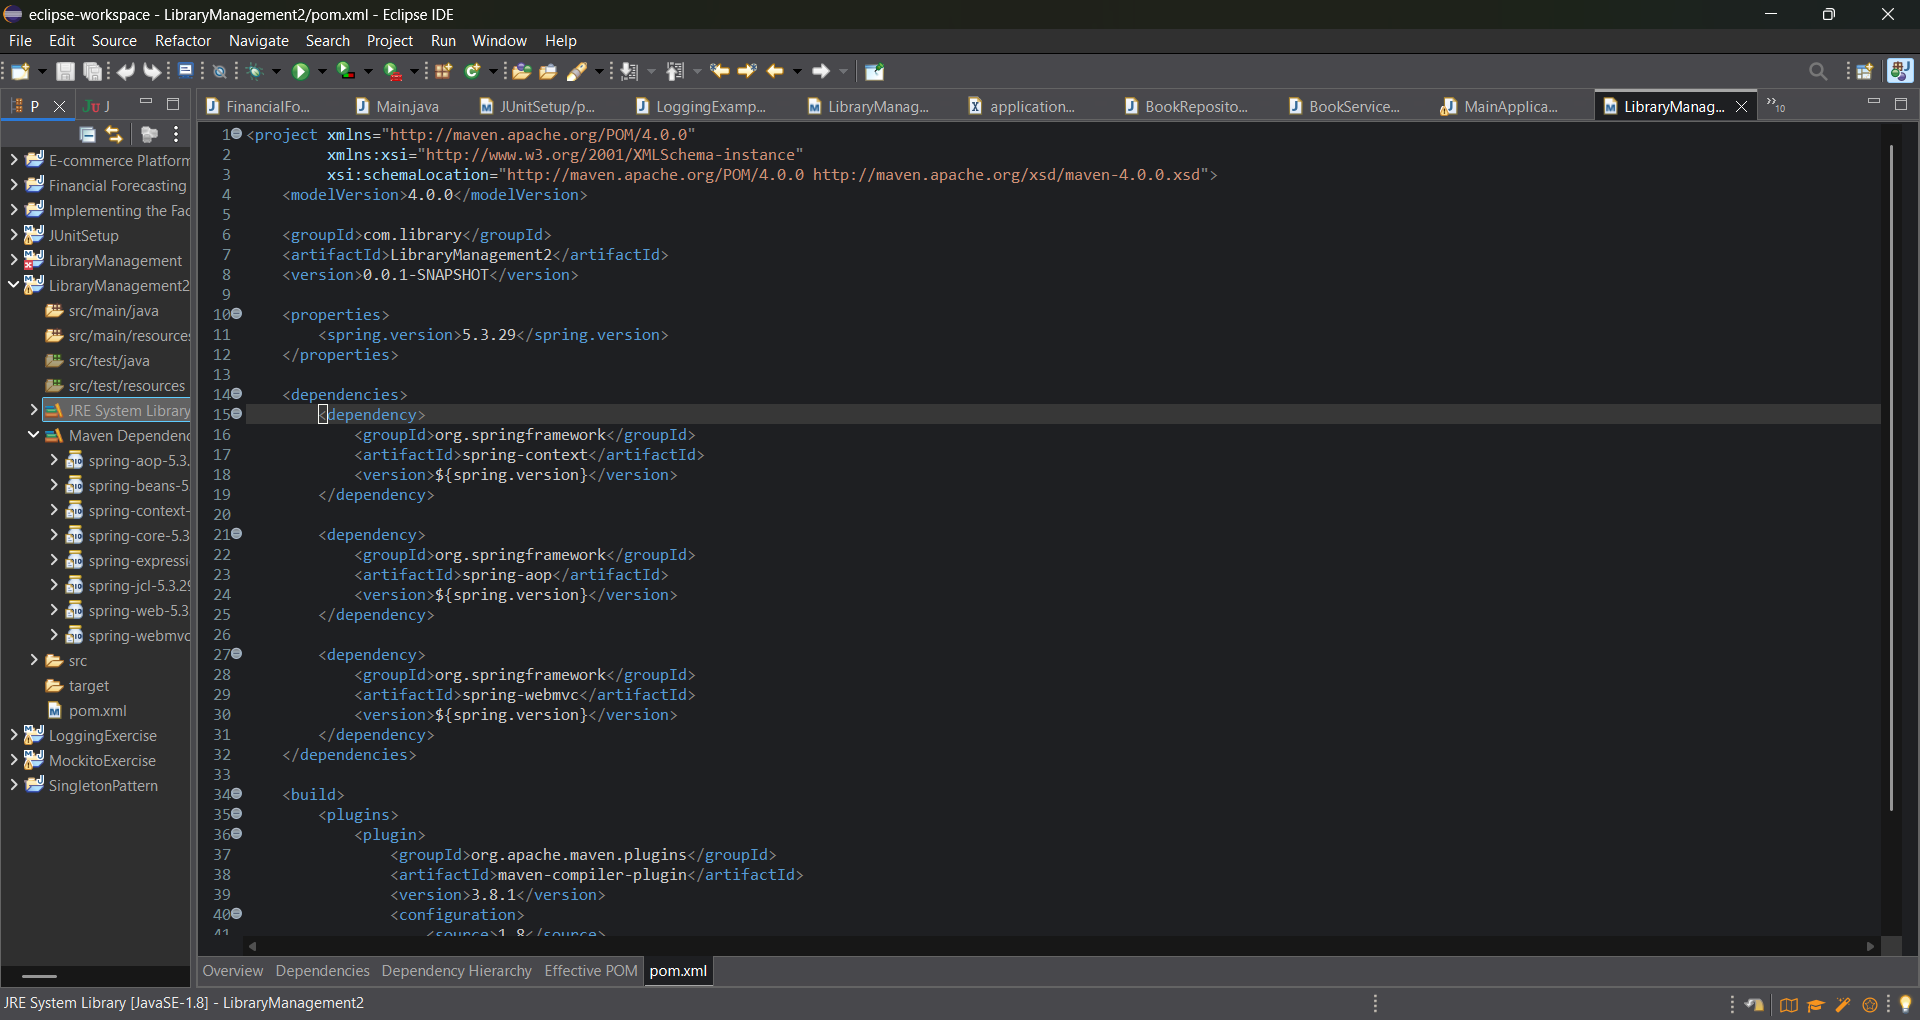 eclipse-workspace - LibraryManagement2/pom.xml - Eclipse IDE
File Edit Source Refactor Navigate Search Project Run Window Help
P Ju J
FinancialFo... Main.java JUnitSetup/p... LoggingExamp... LibraryManag... application... BookReposito... BookService... MainApplica... LibraryManag... »10
E-commerce Platform
Financial Forecasting
Implementing the Fac
JUnitSetup
LibraryManagement
LibraryManagement2
src/main/java
src/main/resources
src/test/java
src/test/resources
JRE System Library
Maven Dependenc
spring-aop-5.3.
spring-beans-5
spring-context-
spring-core-5.3
spring-expressi
spring-jcl-5.3.29
spring-web-5.3
spring-webmvc
src
target
pom.xml
LoggingExercise
MockitoExercise
SingletonPattern
1 <project xmlns="http://maven.apache.org/POM/4.0.0"
2 xmlns:xsi="http://www.w3.org/2001/XMLSchema-instance"
3 xsi:schemaLocation="http://maven.apache.org/POM/4.0.0 http://maven.apache.org/xsd/maven-4.0.0.xsd">
4 <modelVersion>4.0.0</modelVersion>
5
6 <groupId>com.library</groupId>
7 <artifactId>LibraryManagement2</artifactId>
8 <version>0.0.1-SNAPSHOT</version>
9
10 <properties>
11 <spring.version>5.3.29</spring.version>
12 </properties>
13
14 <dependencies>
15 <dependency>
16 <groupId>org.springframework</groupId>
17 <artifactId>spring-context</artifactId>
18 <version>${spring.version}</version>
19 </dependency>
20
21 <dependency>
22 <groupId>org.springframework</groupId>
23 <artifactId>spring-aop</artifactId>
24 <version>${spring.version}</version>
25 </dependency>
26
27 <dependency>
28 <groupId>org.springframework</groupId>
29 <artifactId>spring-webmvc</artifactId>
30 <version>${spring.version}</version>
31 </dependency>
32 </dependencies>
33
34 <build>
35 <plugins>
36 <plugin>
37 <groupId>org.apache.maven.plugins</groupId>
38 <artifactId>maven-compiler-plugin</artifactId>
39 <version>3.8.1</version>
40 <configuration>
41 <source>1.8</source>
Overview Dependencies Dependency Hierarchy Effective POM pom.xml
JRE System Library [JavaSE-1.8] - LibraryManagement2